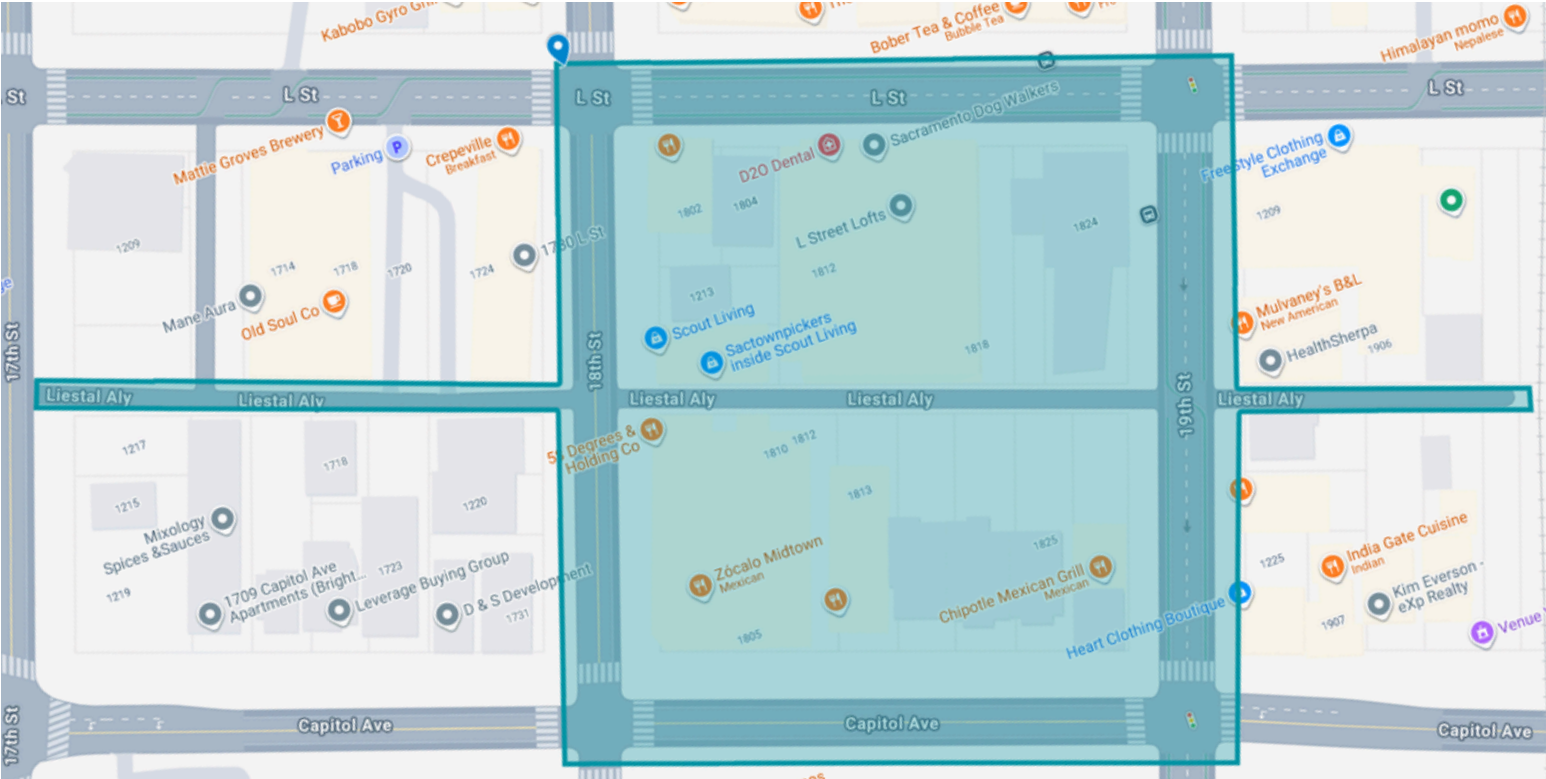 Kabobo Gyro Gril
Bober Tea & Coffee
Bubble Tea
Himalayan momo
Nepalese
St
L St
L St
L St
L St
Mattie Groves Brewery
Parking
P
Crepeville
Breakfast
D2O Dental
Sacramento Dog Walkers
FreeStyle Clothing
Exchange
1209
1714
1718
1720
1724
1730 L St
1802
1804
L Street Lofts
1812
1824
1209
Mane Aura
Old Soul Co
1213
Scout Living
Sactownpickers
inside Scout Living
1818
Mulvaney's B&L
New American
HealthSherpa
1906
17th St
18th St
19th St
Liestal Aly
Liestal Aly
Liestal Aly
Liestal Aly
Liestal Aly
1217
1718
1215
1220
Degrees &
Holding Co
1810
1812
1813
Mixology
Spices &Sauces
1219
1709 Capitol Ave
Apartments (Bright...
1723
Leverage Buying Group
D & S Development
1731
Zócalo Midtown
Mexican
1805
1825
Chipotle Mexican Grill
Mexican
Heart Clothing Boutique
1225
India Gate Cuisine
Indian
Kim Everson -
eXp Realty
1907
Venue
17th St
Capitol Ave
Capitol Ave
Capitol Ave